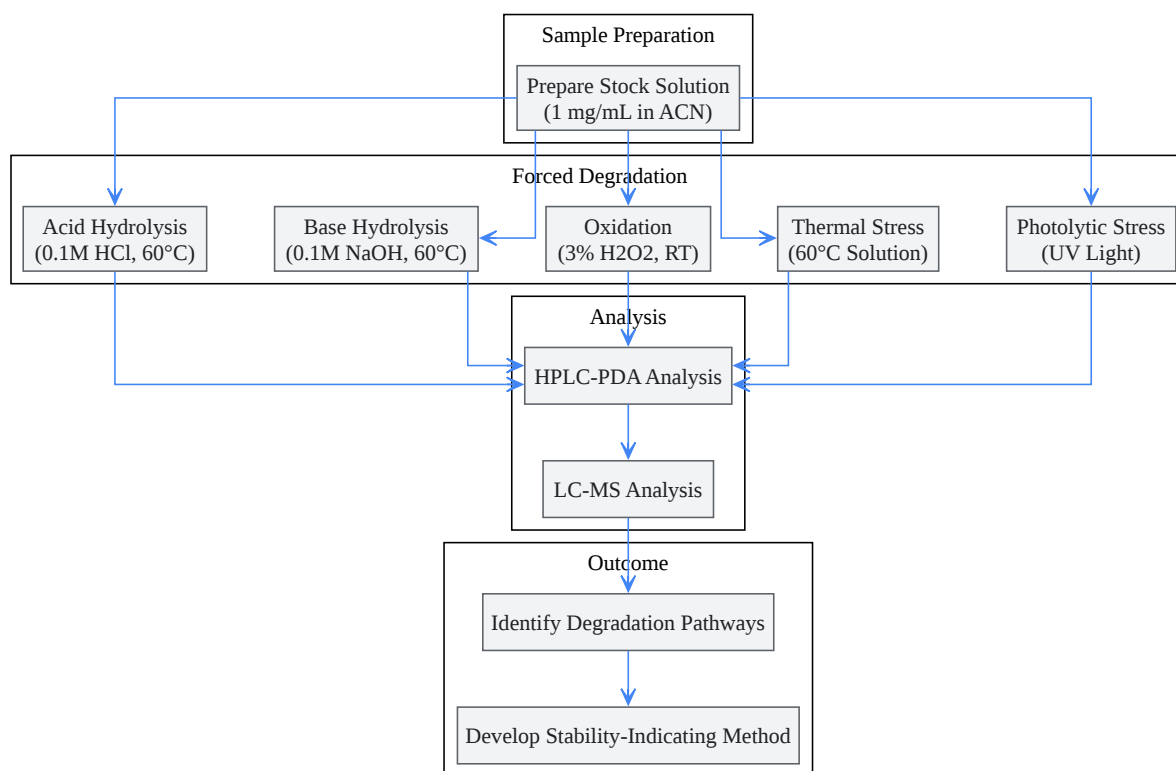 Sample Preparation
Prepare Stock Solution
(1 mg/mL in ACN)
Forced Degradation
Acid Hydrolysis
(0.1M HCl, 60°C)
Base Hydrolysis
(0.1M NaOH, 60°C)
Oxidation
(3% H2O2, RT)
Thermal Stress
(60°C Solution)
Photolytic Stress
(UV Light)
Analysis
HPLC-PDA Analysis
LC-MS Analysis
Outcome
Identify Degradation Pathways
Develop Stability-Indicating Method